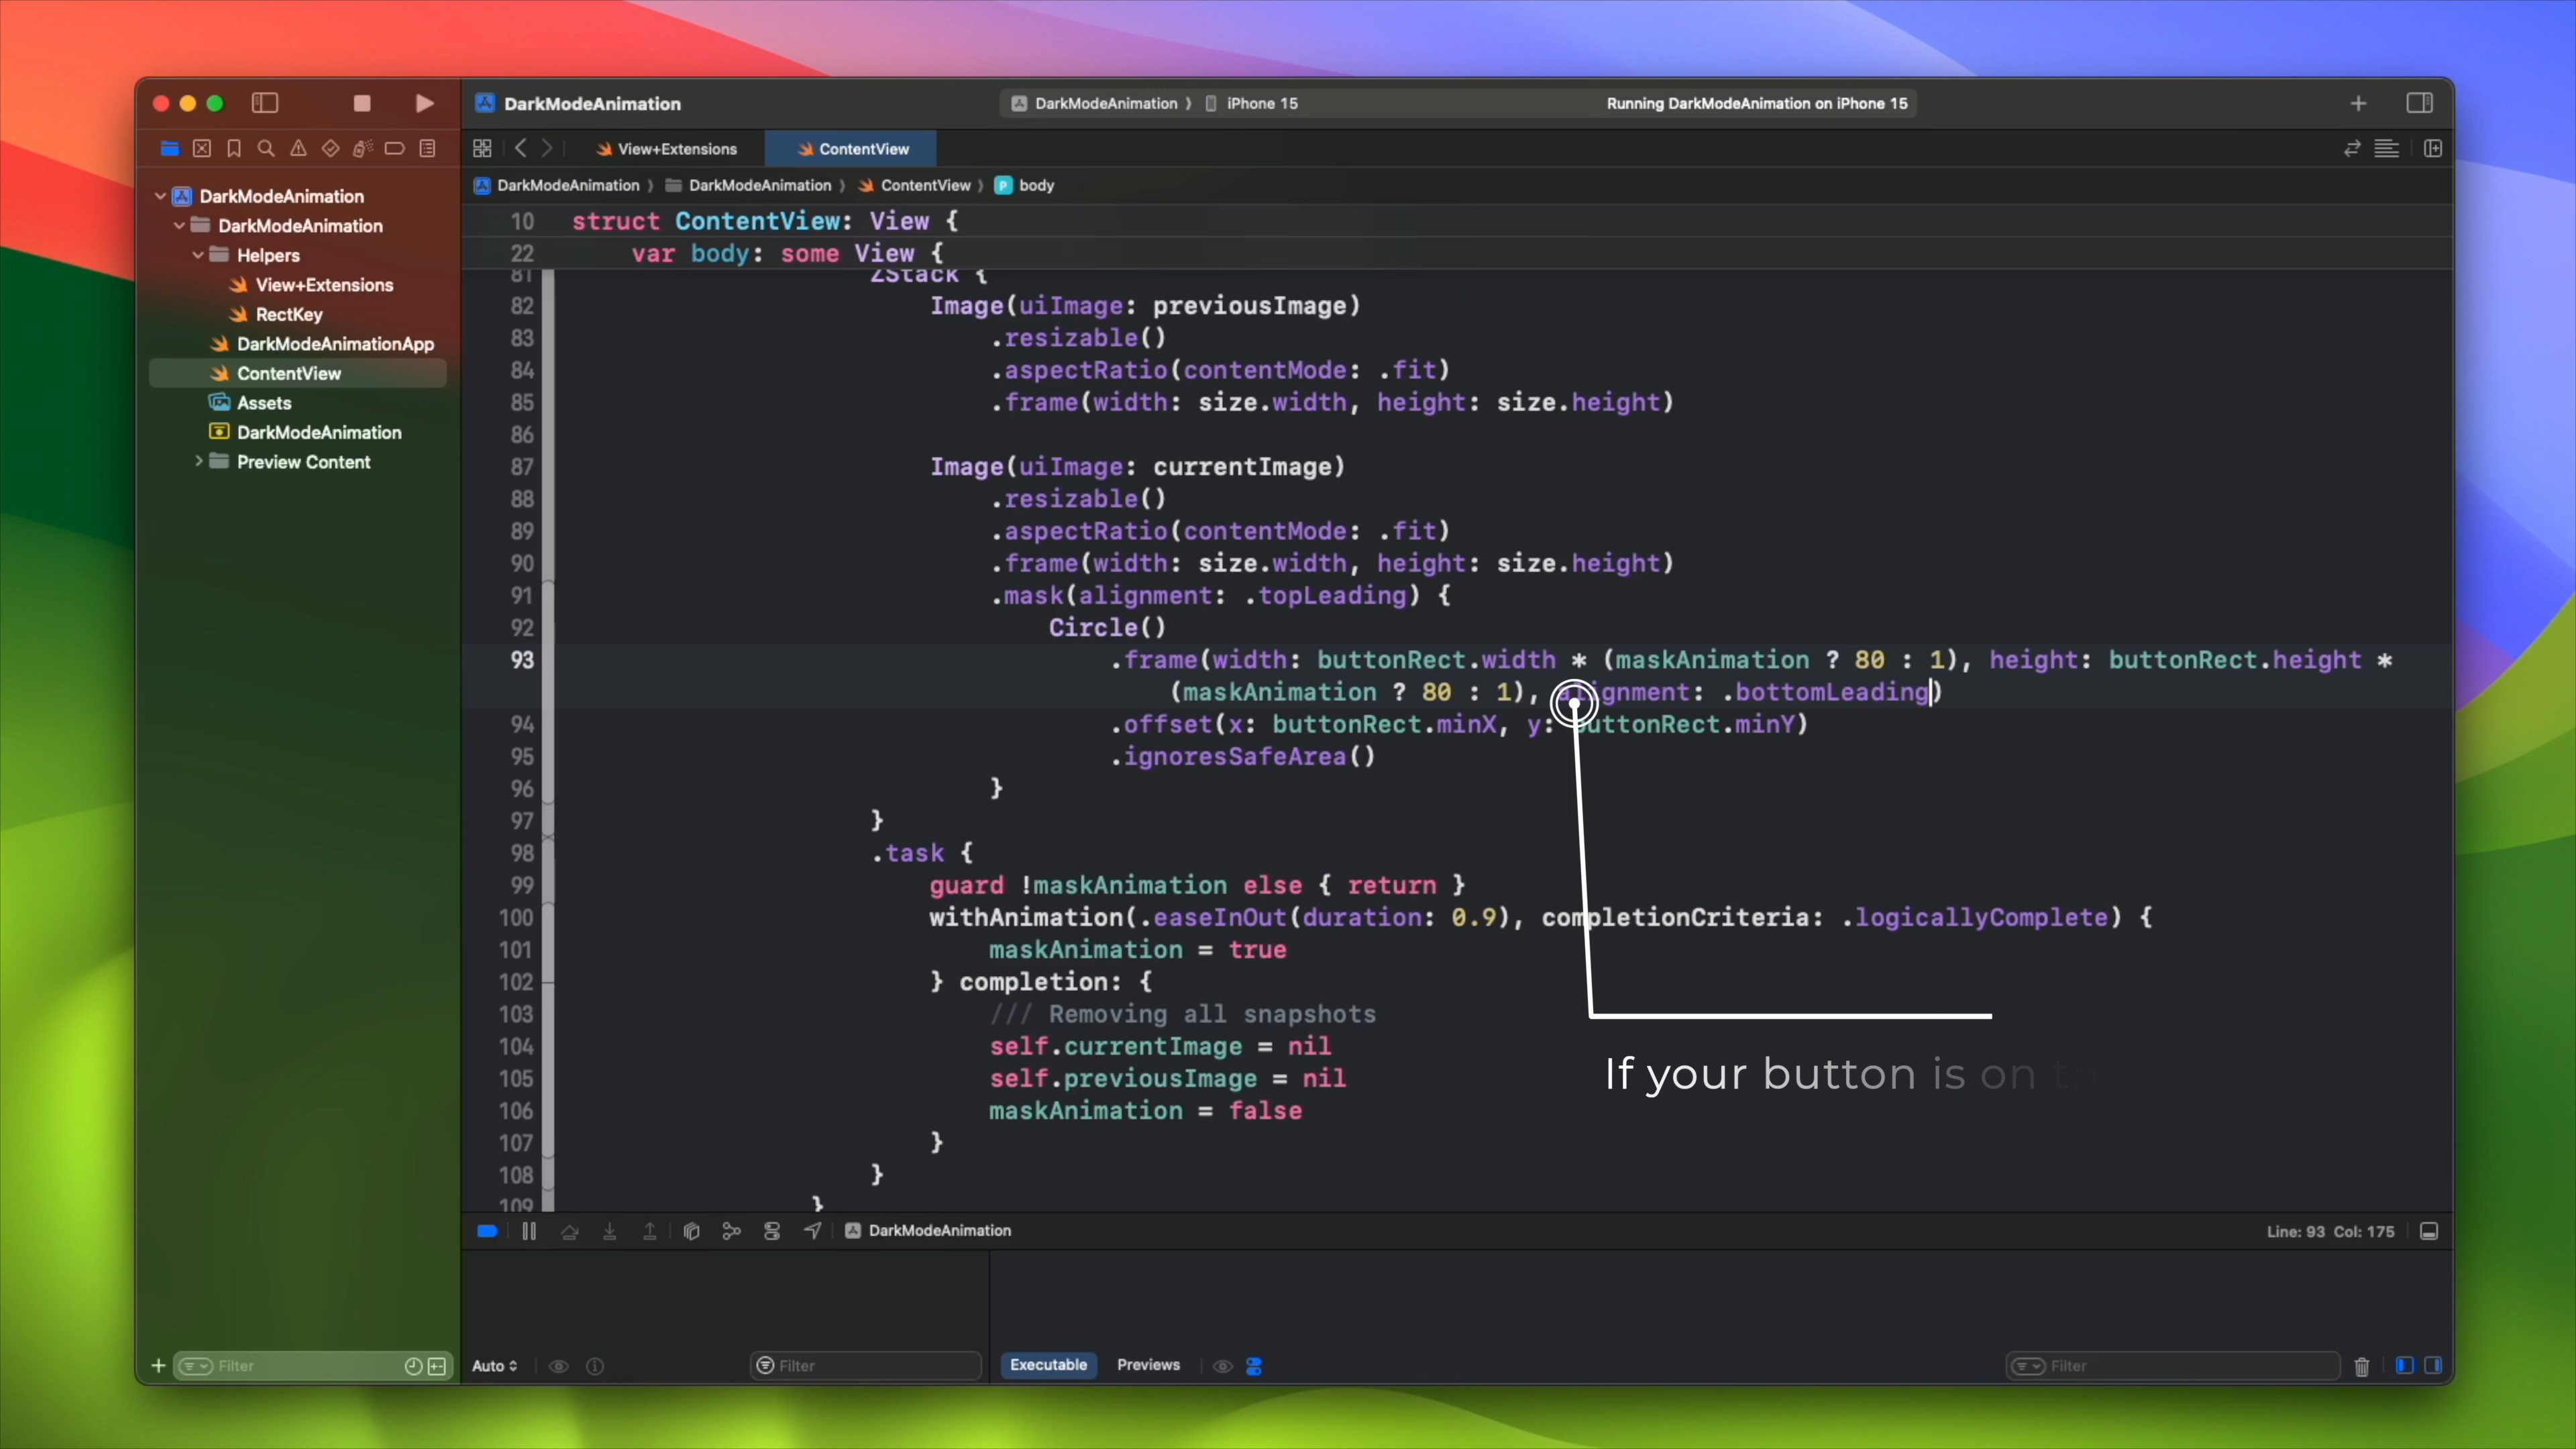 DarkModeAnimation
DarkModeAnimation
iPhone 15
Running DarkModeAnimation on iPhone 15
View+Extensions
ContentView
DarkModeAnimation
DarkModeAnimation
ContentView
body
DarkModeAnimation
DarkModeAnimation
Helpers
View+Extensions
RectKey
DarkModeAnimationApp
ContentView
Assets
DarkModeAnimation
Preview Content
10 struct ContentView: View {
22 var body: some View {
81 ZStack {
82 Image(uiImage: previousImage)
83 .resizable()
84 .aspectRatio(contentMode: .fit)
85 .frame(width: size.width, height: size.height)
86
87 Image(uiImage: currentImage)
88 .resizable()
89 .aspectRatio(contentMode: .fit)
90 .frame(width: size.width, height: size.height)
91 .mask(alignment: .topLeading) {
92 Circle()
93 .frame(width: buttonRect.width * (maskAnimation ? 80 : 1), height: buttonRect.height *
(maskAnimation ? 80 : 1), alignment: .bottomLeading)
94 .offset(x: buttonRect.minX, y: buttonRect.minY)
95 .ignoresSafeArea()
96 }
97 }
98 .task {
99 guard !maskAnimation else { return }
100 withAnimation(.easeInOut(duration: 0.9), completionCriteria: .logicallyComplete) {
101 maskAnimation = true
102 } completion: {
103 /// Removing all snapshots
104 self.currentImage = nil
105 self.previousImage = nil
106 maskAnimation = false
107 }
108 }
109 }
If your button is on th
DarkModeAnimation
Line: 93 Col: 175
Filter
Auto
Filter
Executable
Previews
Filter